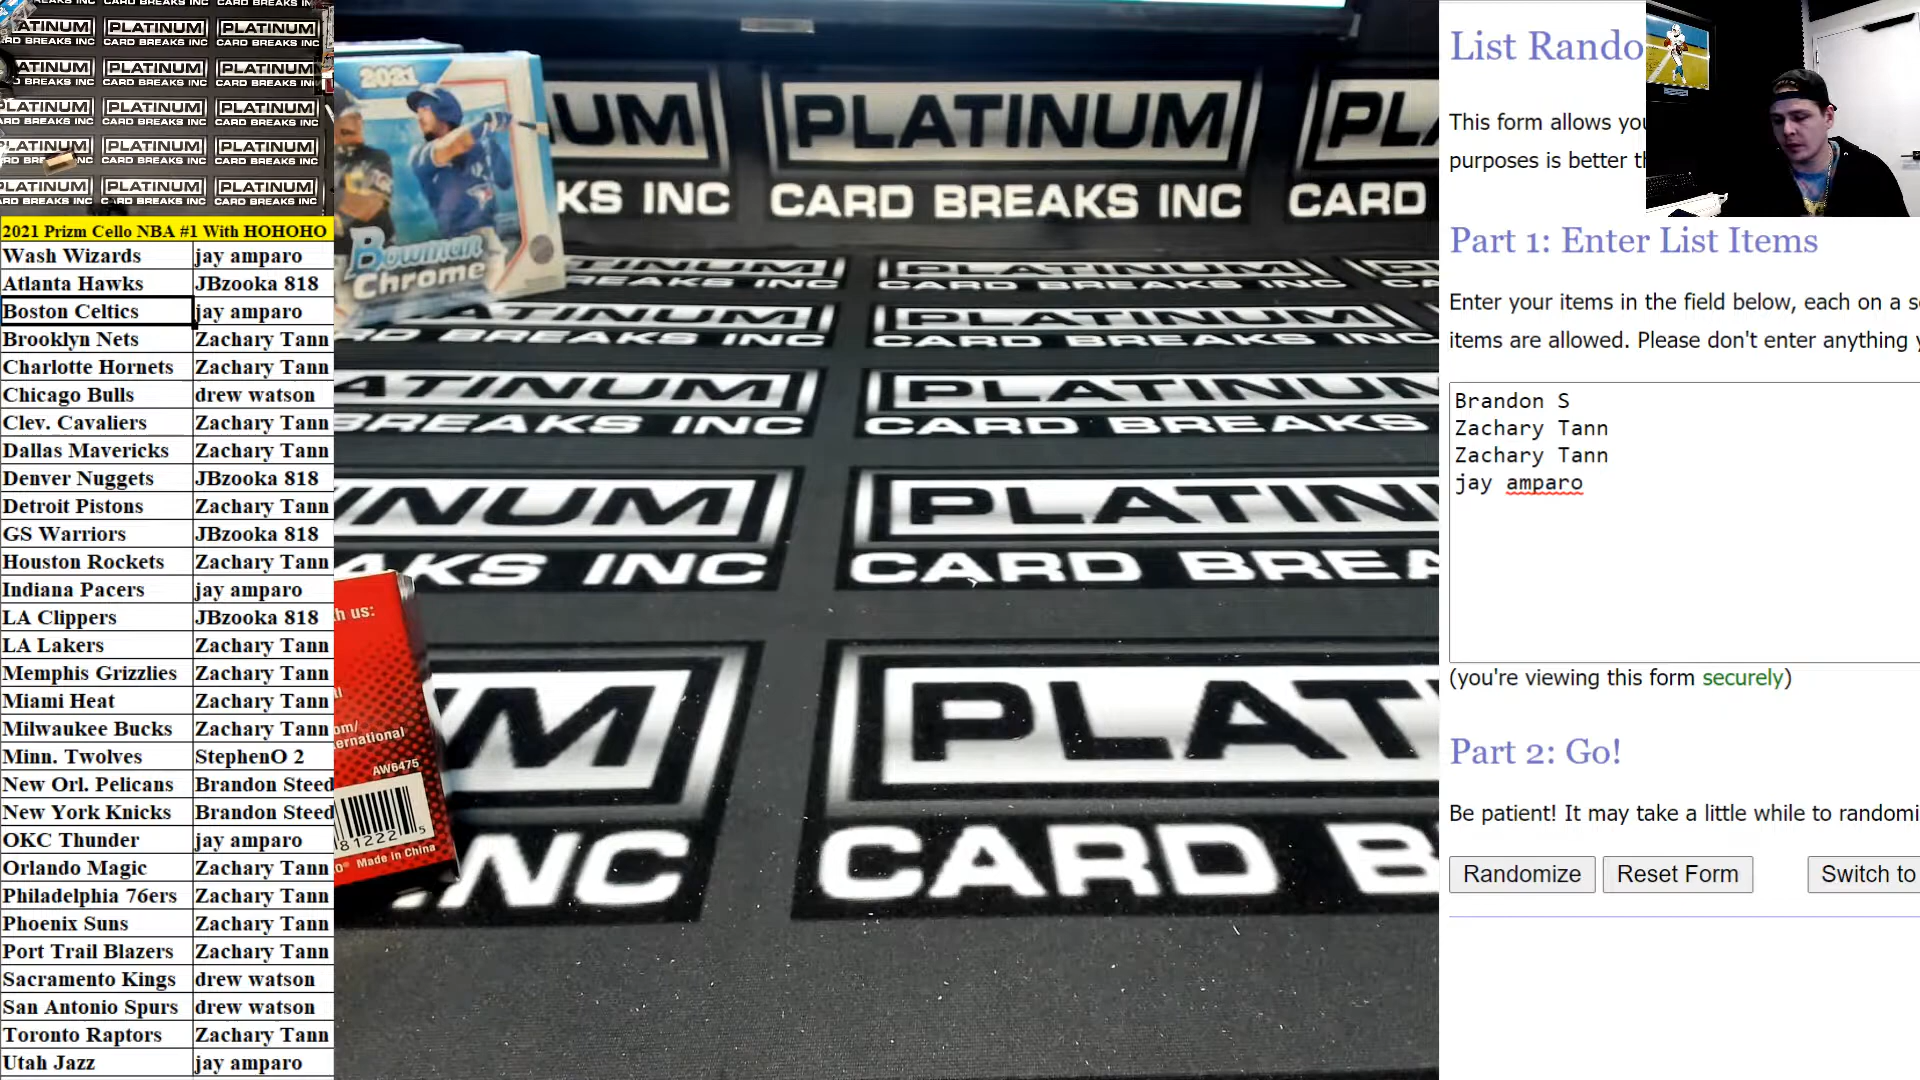 2021 Prizm Cello NBA #1 With HOHOHO
Wash Wizards jay amparo
Atlanta Hawks JBzooka 818
Boston Celtics jay amparo
Brooklyn Nets Zachary Tann
Charlotte Hornets Zachary Tann
Chicago Bulls drew watson
Clev. Cavaliers Zachary Tann
Dallas Mavericks Zachary Tann
Denver Nuggets JBzooka 818
Detroit Pistons Zachary Tann
GS Warriors JBzooka 818
Houston Rockets Zachary Tann
Indiana Pacers jay amparo
LA Clippers JBzooka 818
LA Lakers Zachary Tann
Memphis Grizzlies Zachary Tann
Miami Heat Zachary Tann
Milwaukee Bucks Zachary Tann
Minn. Twolves StephenO 2
New Orl. Pelicans Brandon Steed
New York Knicks Brandon Steed
OKC Thunder jay amparo
Orlando Magic Zachary Tann
Philadelphia 76ers Zachary Tann
Phoenix Suns Zachary Tann
Port Trail Blazers Zachary Tann
Sacramento Kings drew watson
San Antonio Spurs drew watson
Toronto Raptors Zachary Tann
Utah Jazz jay amparo
2021
Bowman
Chrome
PLATINUM
CARD BREAKS INC
h us:
ernational
AW6475
81222 5
Made in China
List Rando
This form allows you
purposes is better th
Part 1: Enter List Items
Enter your items in the field below, each on a s
items are allowed. Please don't enter anything y
Brandon S
Zachary Tann
Zachary Tann
jay amparo
(you're viewing this form securely)
Part 2: Go!
Be patient! It may take a little while to randomi
Randomize Reset Form Switch to